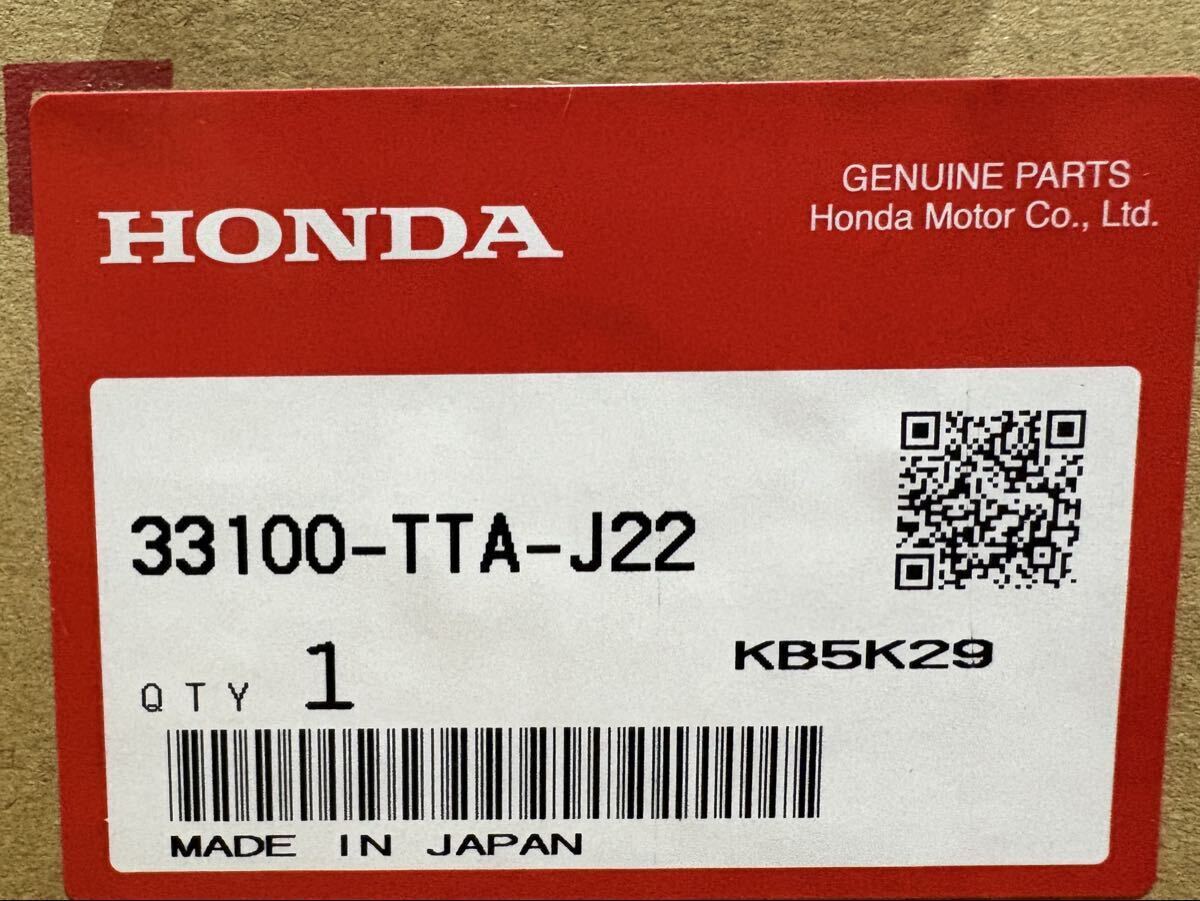 HONDA
GENUINE PARTS
Honda Motor Co., Ltd.
33100-TTA-J22
KB5K29
QTY 1
MADE IN JAPAN